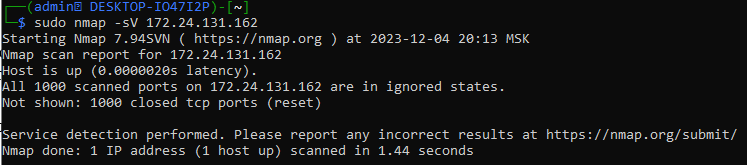 (admin DESKTOP-IO47I2P)-[~]
$ sudo nmap -sV 172.24.131.162
Starting Nmap 7.94SVN ( https://nmap.org ) at 2023-12-04 20:13 MSK
Nmap scan report for 172.24.131.162
Host is up (0.0000020s latency).
All 1000 scanned ports on 172.24.131.162 are in ignored states.
Not shown: 1000 closed tcp ports (reset)
Service detection performed. Please report any incorrect results at https://nmap.org/submit/
Nmap done: 1 IP address (1 host up) scanned in 1.44 seconds